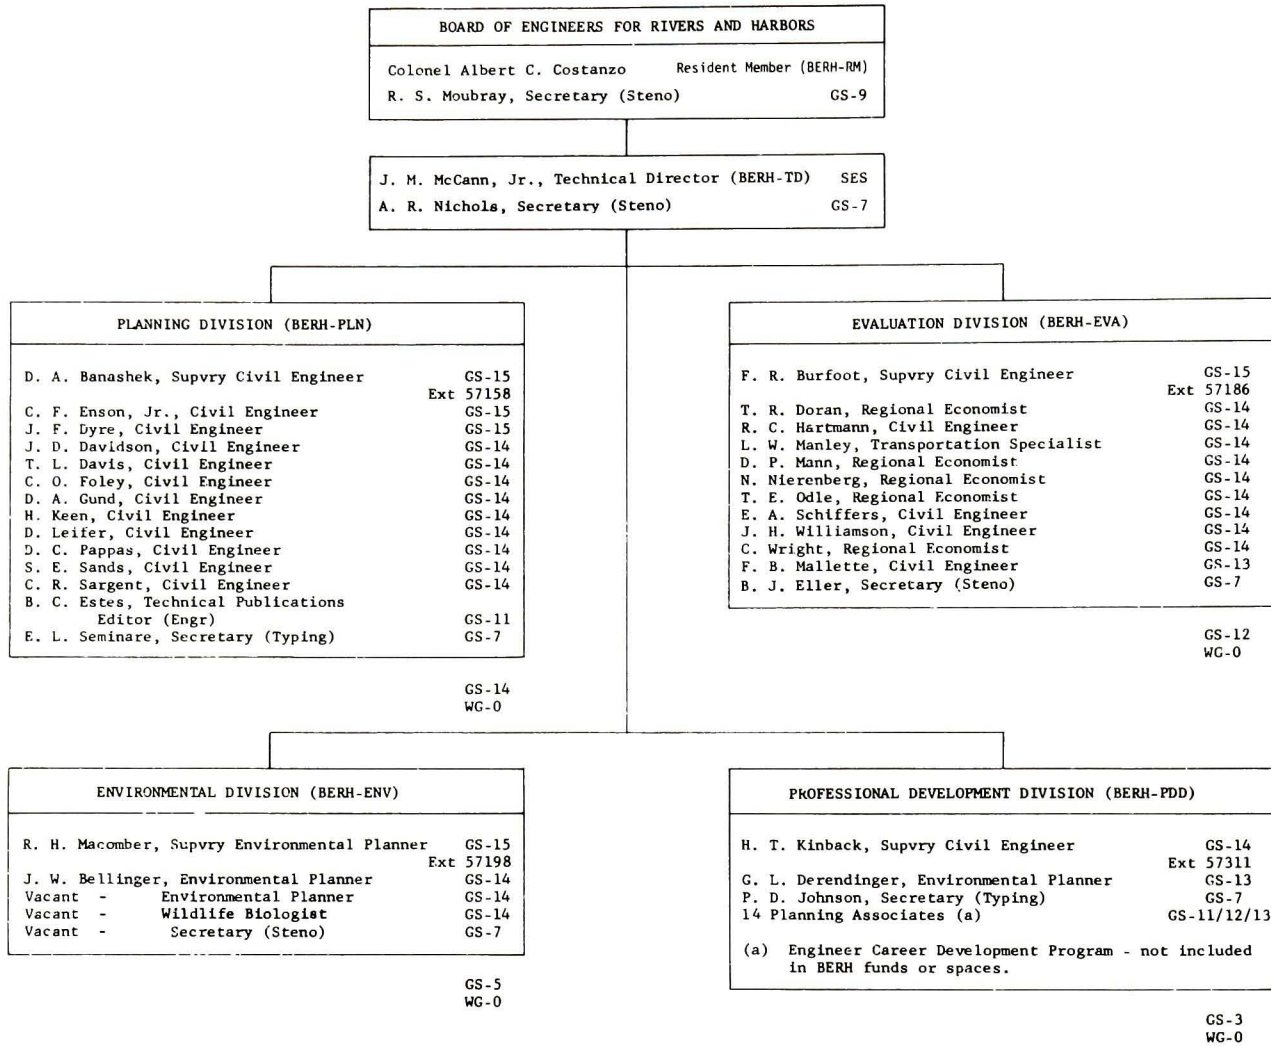 BOARD OF ENGINEERS FOR RIVERS AND HARBORS
Colonel Albert C. Costanzo Resident Member (BERH-RM)
R. S. Moubray, Secretary (Steno) GS-9
J. M. McCann, Jr., Technical Director (BERH-TD) SES
A. R. Nichols, Secretary (Steno) GS-7
PLANNING DIVISION (BERH-PLN)
D. A. Banashek, Supvry Civil Engineer GS-15
Ext 57158
C. F. Enson, Jr., Civil Engineer GS-15
J. F. Dyre, Civil Engineer GS-15
J. D. Davidson, Civil Engineer GS-14
T. L. Davis, Civil Engineer GS-14
C. O. Foley, Civil Engineer GS-14
D. A. Gund, Civil Engineer GS-14
H. Keen, Civil Engineer GS-14
D. Leifer, Civil Engineer GS-14
D. C. Pappas, Civil Engineer GS-14
S. E. Sands, Civil Engineer GS-14
C. R. Sargent, Civil Engineer GS-14
B. C. Estes, Technical Publications
Editor (Engr) GS-11
E. L. Seminare, Secretary (Typing) GS-7
GS-14
WG-0
EVALUATION DIVISION (BERH-EVA)
F. R. Burfoot, Supvry Civil Engineer GS-15
Ext 57186
T. R. Doran, Regional Economist GS-14
R. C. Hartmann, Civil Engineer GS-14
L. W. Manley, Transportation Specialist GS-14
D. P. Mann, Regional Economist GS-14
N. Nierenberg, Regional Economist GS-14
T. E. Odle, Regional Economist GS-14
E. A. Schiffers, Civil Engineer GS-14
J. H. Williamson, Civil Engineer GS-14
C. Wright, Regional Economist GS-14
F. B. Mallette, Civil Engineer GS-13
B. J. Eller, Secretary (Steno) GS-7
GS-12
WG-0
ENVIRONMENTAL DIVISION (BERH-ENV)
R. H. Macomber, Supvry Environmental Planner GS-15
Ext 57198
J. W. Bellinger, Environmental Planner GS-14
Vacant - Environmental Planner GS-14
Vacant - Wildlife Biologist GS-14
Vacant - Secretary (Steno) GS-7
GS-5
WG-0
PROFESSIONAL DEVELOPMENT DIVISION (BERH-PDD)
H. T. Kinback, Supvry Civil Engineer GS-14
Ext 57311
G. L. Derendinger, Environmental Planner GS-13
P. D. Johnson, Secretary (Typing) GS-7
14 Planning Associates (a) GS-11/12/13
(a) Engineer Career Development Program - not included
in BERH funds or spaces.
GS-3
WG-0